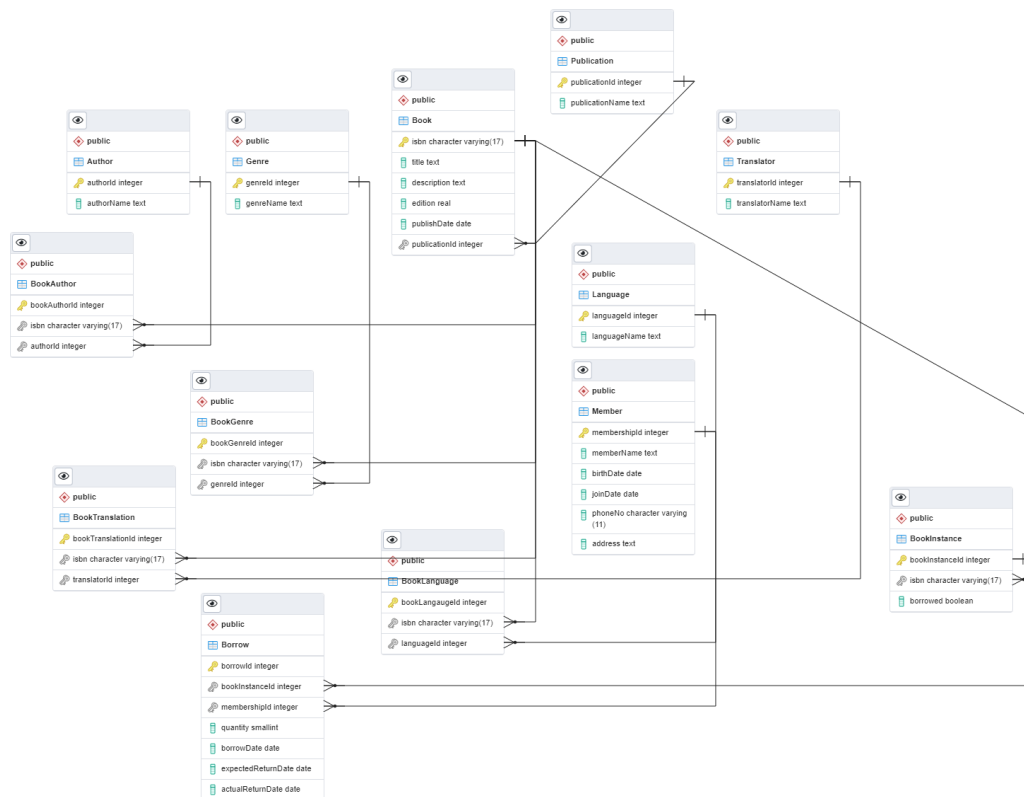 public
Publication
publicationId integer
publicationName text
public
Book
isbn character varying(17)
title text
description text
edition real
publishDate date
publicationId integer
public
Author
authorId integer
authorName text
public
Genre
genreId integer
genreName text
public
Translator
translatorId integer
translatorName text
public
BookAuthor
bookAuthorId integer
isbn character varying(17)
authorId integer
public
Language
languageId integer
languageName text
public
Member
membershipId integer
memberName text
birthDate date
joinDate date
phoneNo character varying
(11)
address text
public
BookGenre
bookGenreId integer
isbn character varying(17)
genreId integer
public
BookTranslation
bookTranslationId integer
isbn character varying(17)
translatorId integer
public
BookLanguage
bookLangaugeId integer
isbn character varying(17)
languageId integer
public
BookInstance
bookInstanceId integer
isbn character varying(17)
borrowed boolean
public
Borrow
borrowId integer
bookInstanceId integer
membershipId integer
quantity smallint
borrowDate date
expectedReturnDate date
actualReturnDate date